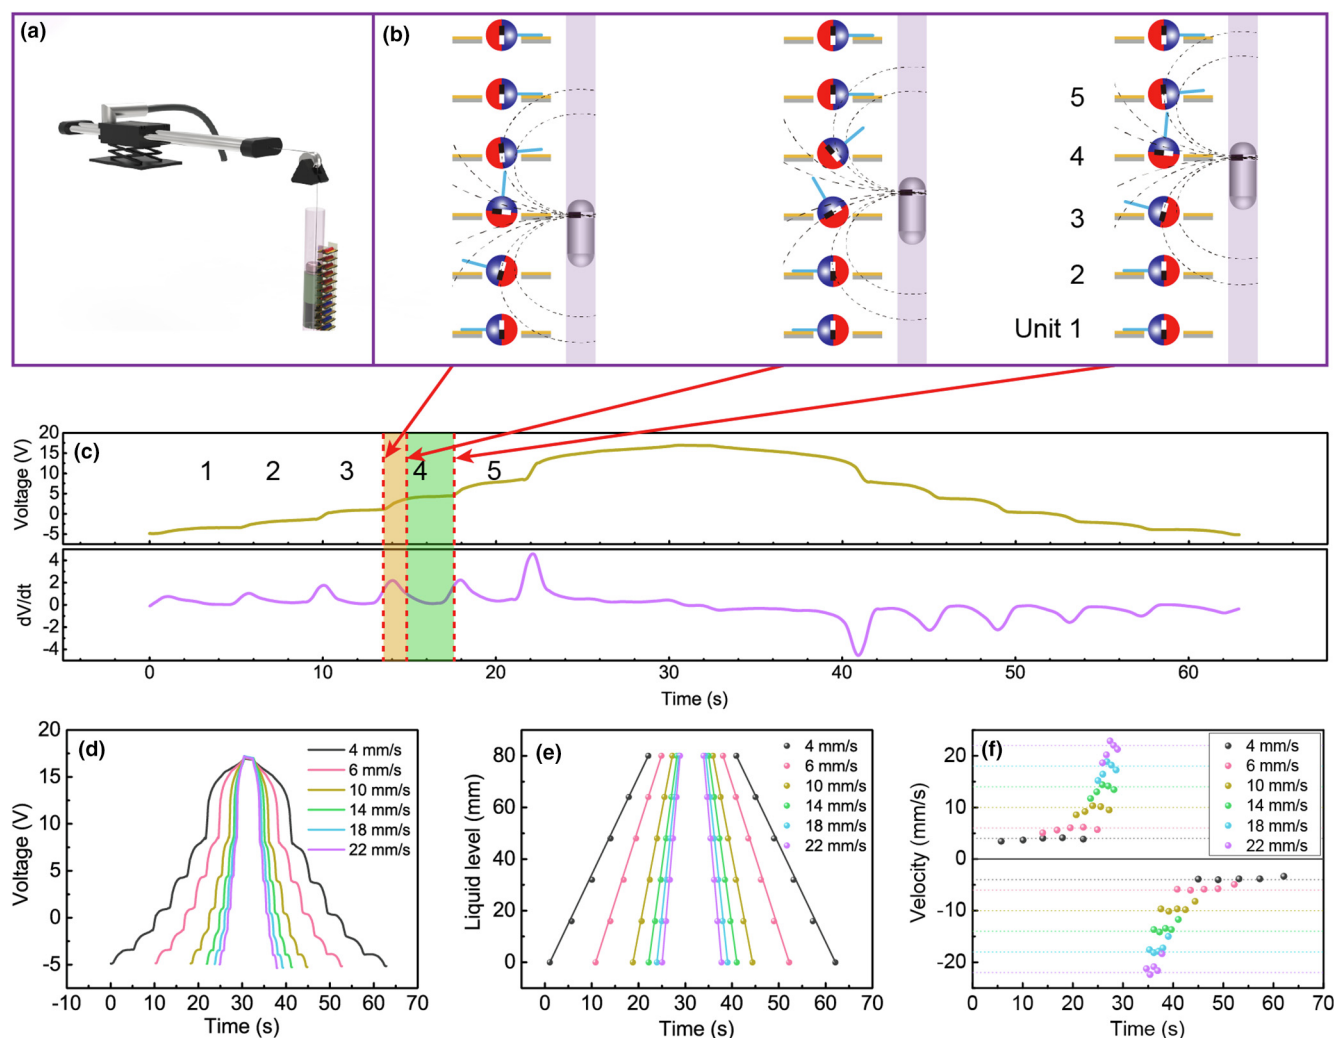 (a)
(b)
5
4
3
2
Unit 1
(c)
Voltage (V)
20
15
10
5
0
-5
1 2 3 4 5
dV/dt
4
2
0
-2
-4
0 10 20 30 40 50 60
Time (s)
(d)
Voltage (V)
20
15
10
5
0
-5
4 mm/s
6 mm/s
10 mm/s
14 mm/s
18 mm/s
22 mm/s
-10 0 10 20 30 40 50 60 70
Time (s)
(e)
Liquid level (mm)
80
60
40
20
0
4 mm/s
6 mm/s
10 mm/s
14 mm/s
18 mm/s
22 mm/s
0 10 20 30 40 50 60 70
Time (s)
(f)
Velocity (mm/s)
20
10
0
-10
-20
4 mm/s
6 mm/s
10 mm/s
14 mm/s
18 mm/s
22 mm/s
0 10 20 30 40 50 60 70
Time (s)